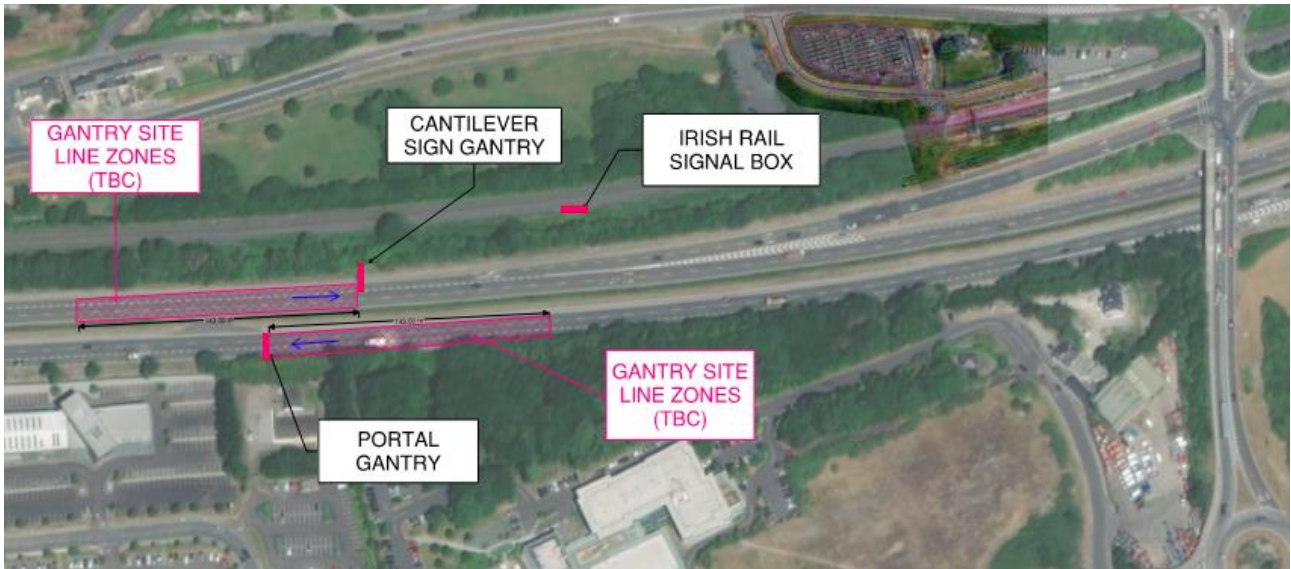 GANTRY SITE
LINE ZONES
(TBC)
CANTILEVER
SIGN GANTRY
IRISH RAIL
SIGNAL BOX
GANTRY SITE
LINE ZONES
(TBC)
PORTAL
GANTRY